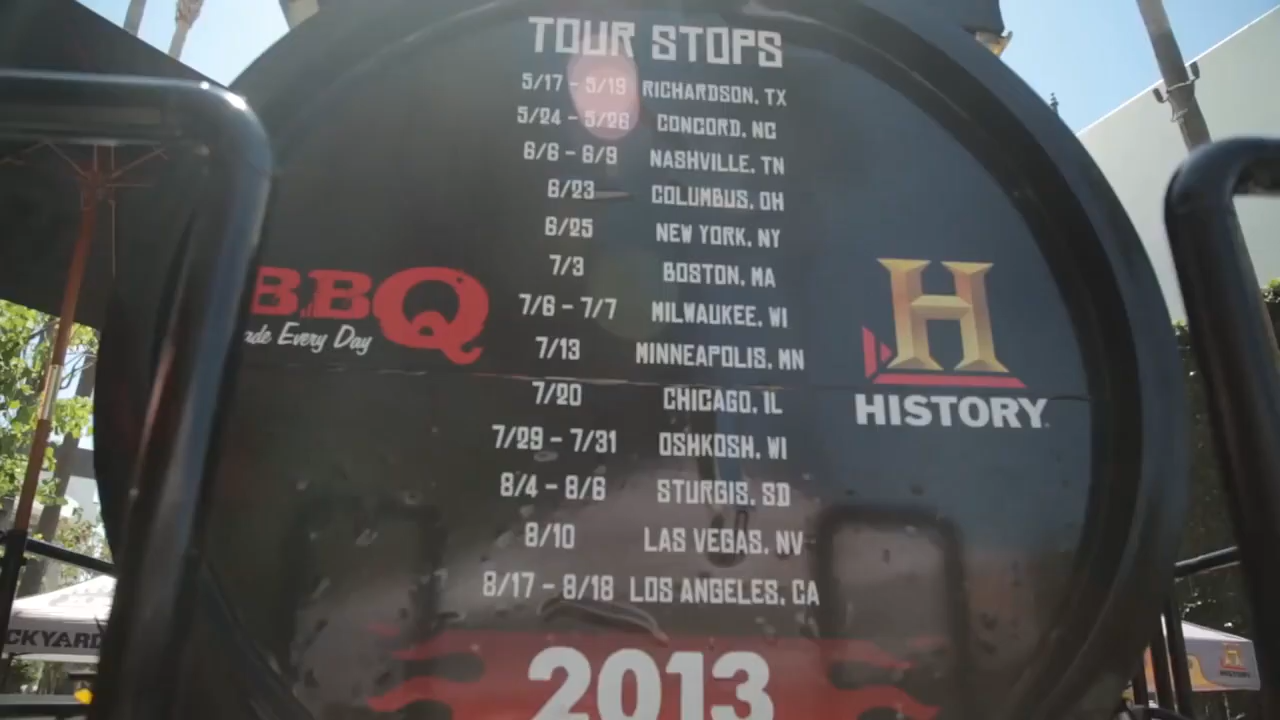 TOUR STOPS
5/17 - 5/19 RICHARDSON, TX
5/24 - 5/26 CONCORD, NC
6/6 - 6/9 NASHVILLE, TN
6/23 COLUMBUS, OH
6/25 NEW YORK, NY
7/3 BOSTON, MA
7/6 - 7/7 MILWAUKEE, WI
7/13 MINNEAPOLIS, MN
7/20 CHICAGO, IL
7/29 - 7/31 OSHKOSH, WI
8/4 - 8/6 STURGIS, SD
8/10 LAS VEGAS, NV
8/17 - 8/18 LOS ANGELES, CA
2013
BBQ
Every Day
H
HISTORY
CKYARD
H
HISTORY